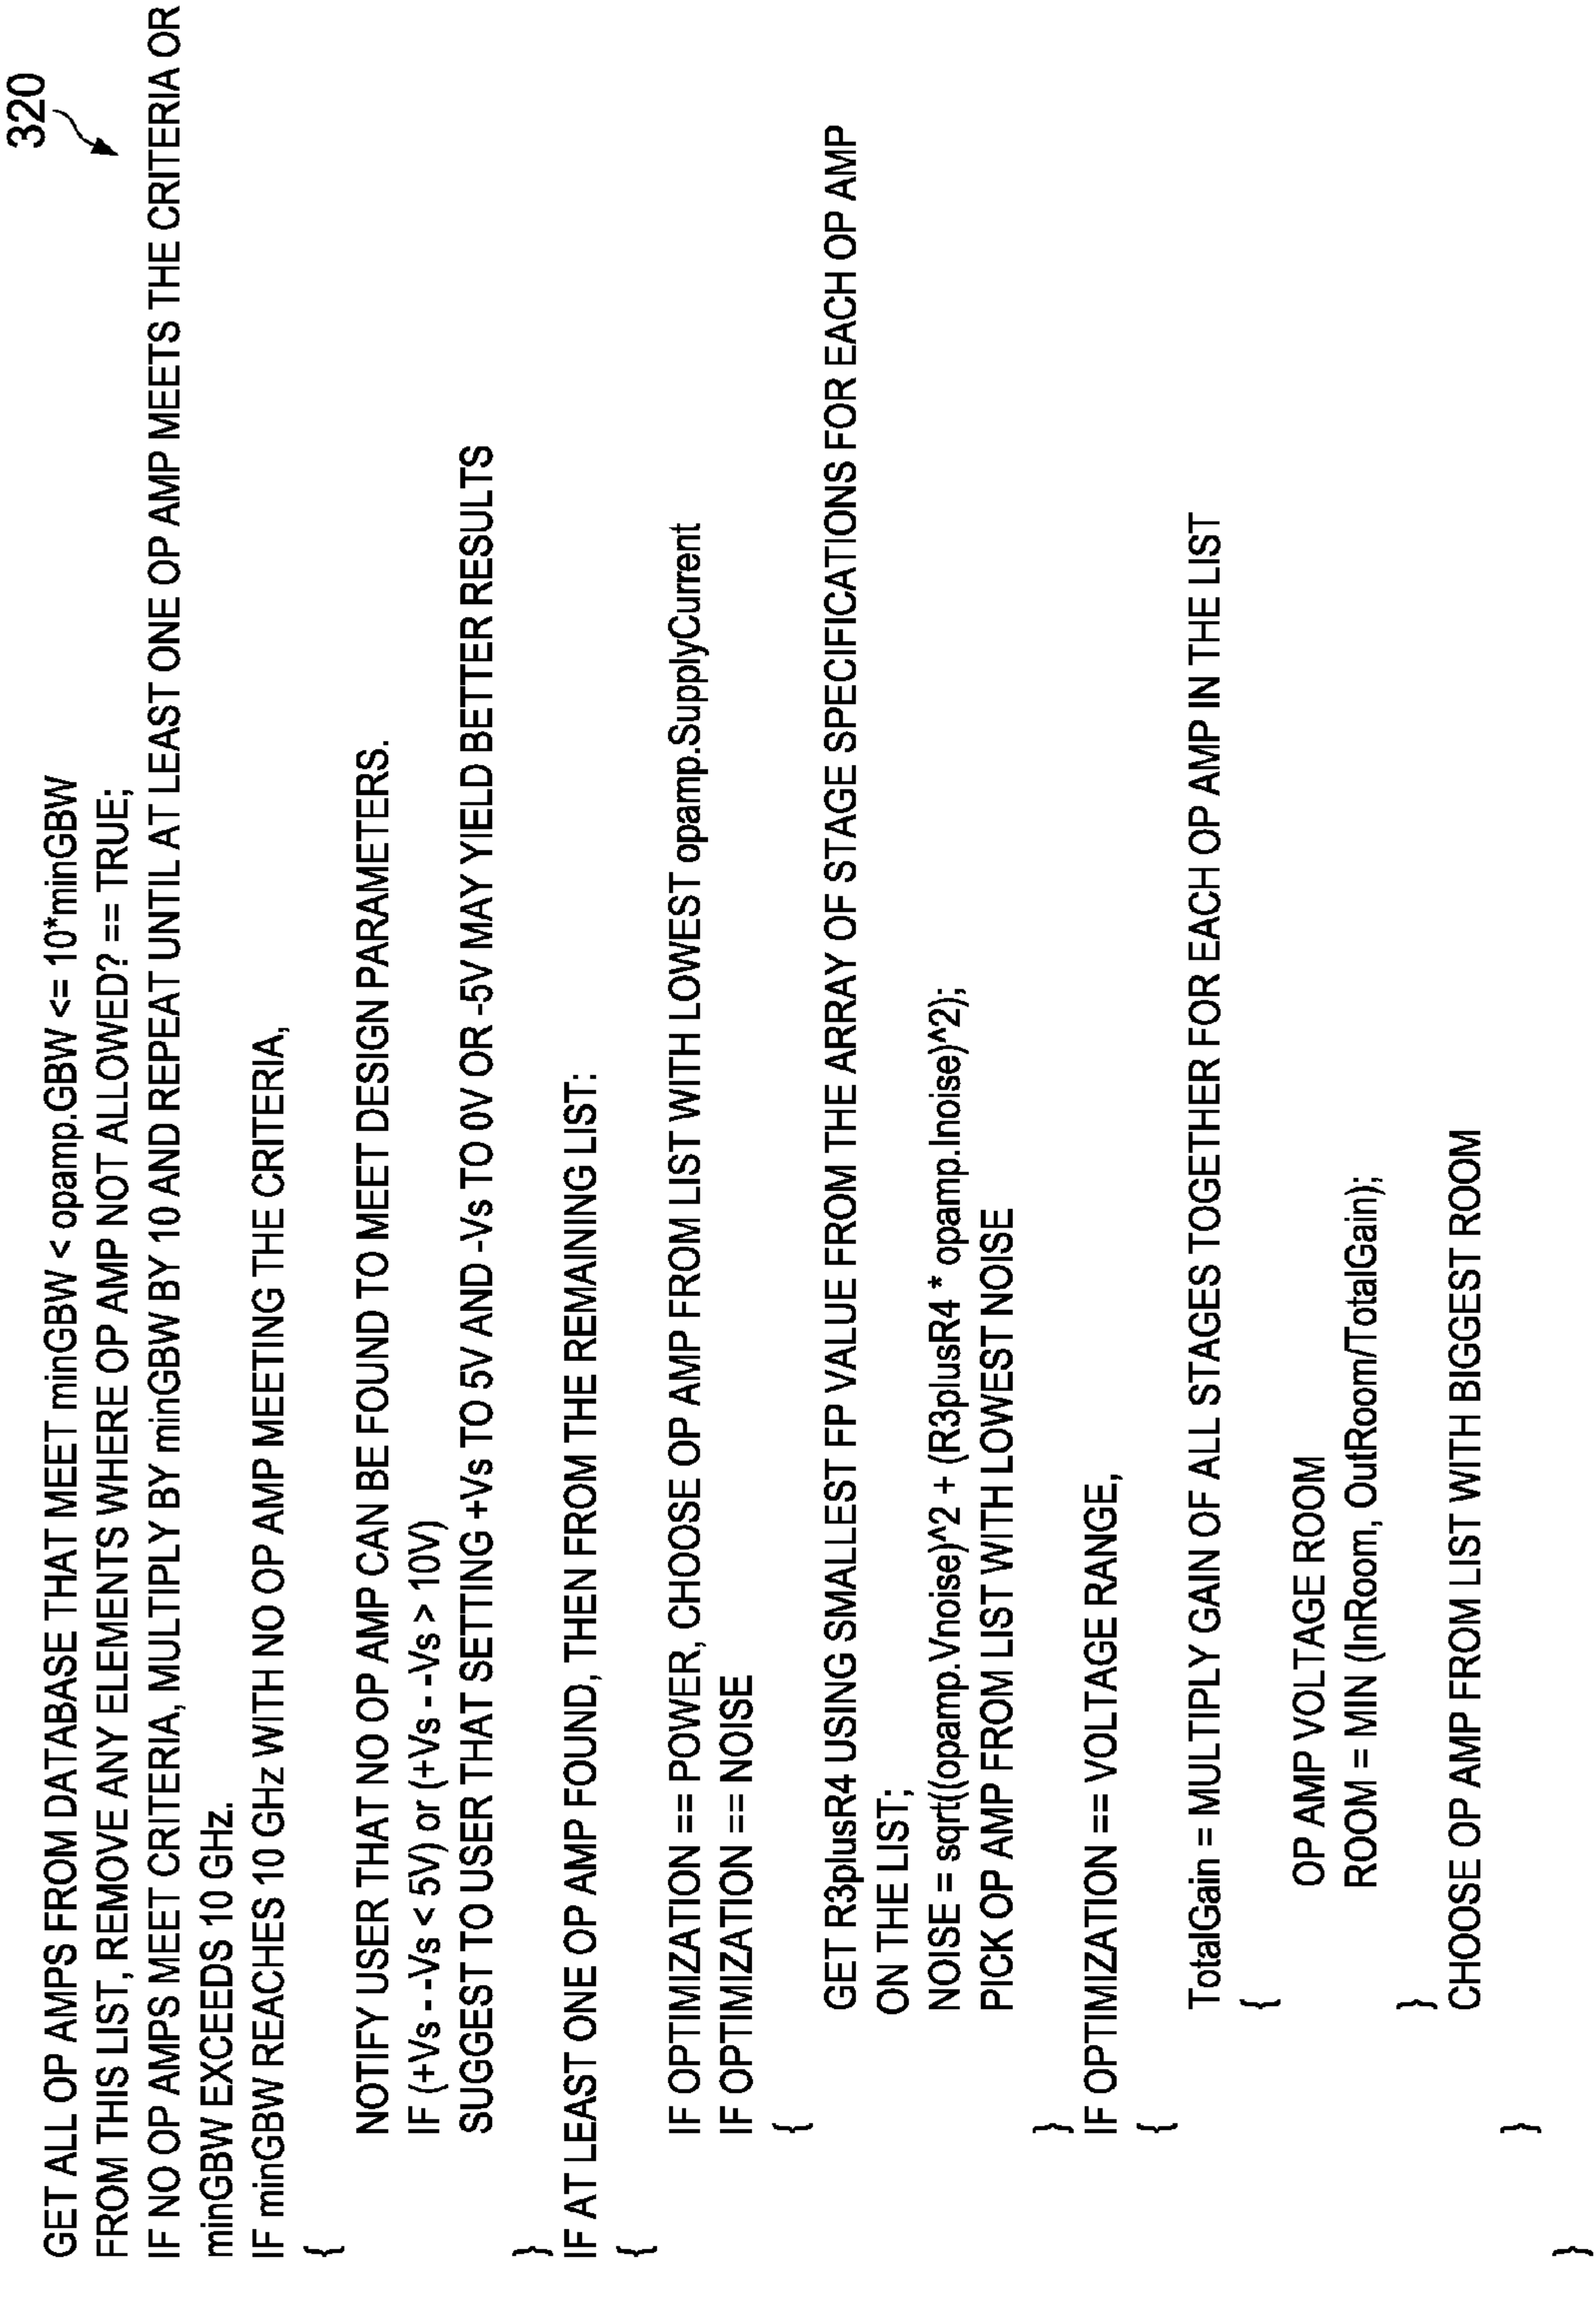 320
GET ALL OP AMPS FROM DATABASE THAT MEET minGBW < opamp.GBW <= 10*minGBW
FROM THIS LIST, REMOVE ANY ELEMENTS WHERE OP AMP NOT ALLOWED? == TRUE;
IF NO OP AMPS MEET CRITERIA, MULTIPLY BY minGBW BY 10 AND REPEAT UNTIL AT LEAST ONE OP AMP MEETS THE CRITERIA OR
minGBW EXCEEDS 10 GHz.
IF minGBW REACHES 10 GHz WITH NO OP AMP MEETING THE CRITERIA,
{
NOTIFY USER THAT NO OP AMP CAN BE FOUND TO MEET DESIGN PARAMETERS.
IF (+Vs - -Vs < 5V) or (+Vs - -Vs > 10V)
SUGGEST TO USER THAT SETTING +Vs TO 5V AND -Vs TO 0V OR -5V MAY YIELD BETTER RESULTS
}
IF AT LEAST ONE OP AMP FOUND, THEN FROM THE REMAINING LIST:
{
IF OPTIMIZATION == POWER, CHOOSE OP AMP FROM LIST WITH LOWEST opamp.SupplyCurrent
IF OPTIMIZATION == NOISE
{
GET R3plusR4 USING SMALLEST FP VALUE FROM THE ARRAY OF STAGE SPECIFICATIONS FOR EACH OP AMP
ON THE LIST;
NOISE = sqrt((opamp.Vnoise)^2 + (R3plusR4 * opamp.Inoise)^2);
PICK OP AMP FROM LIST WITH LOWEST NOISE
}
IF OPTIMIZATION == VOLTAGE RANGE,
{
TotalGain = MULTIPLY GAIN OF ALL STAGES TOGETHER FOR EACH OP AMP IN THE LIST
{
OP AMP VOLTAGE ROOM
ROOM = MIN (InRoom, OutRoom/TotalGain);
}
CHOOSE OP AMP FROM LIST WITH BIGGEST ROOM
}
}